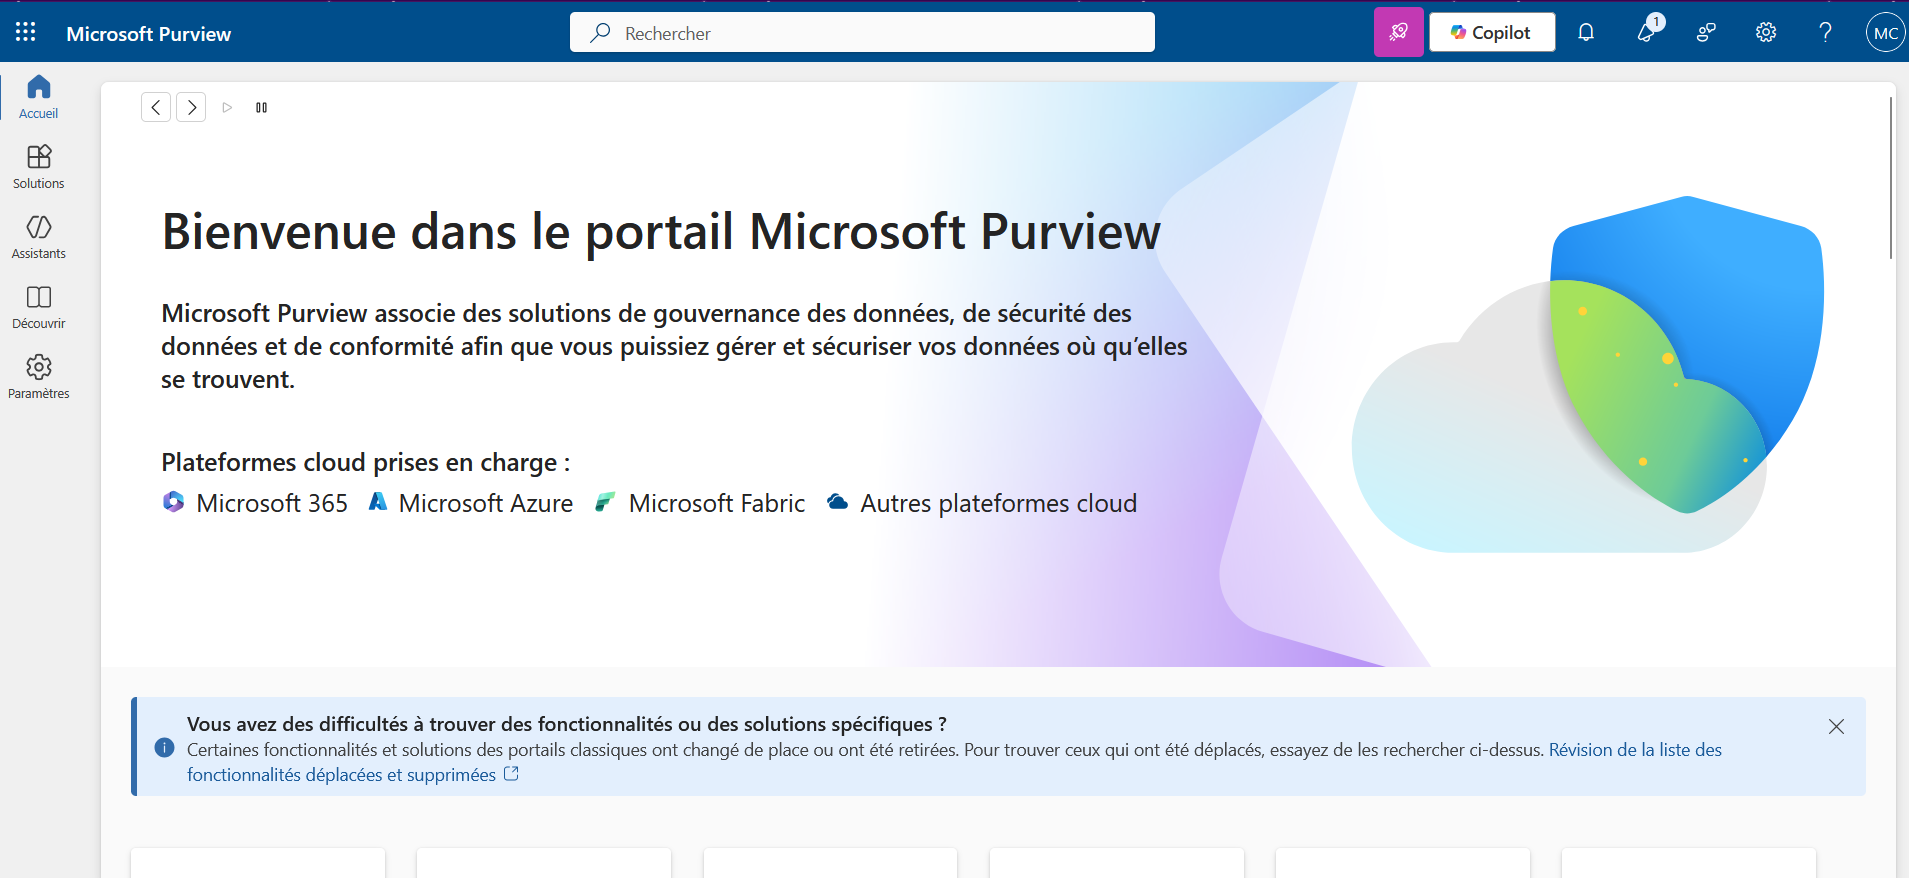 Microsoft Purview
Rechercher
Copilot
1
MC
Accueil
Solutions
Assistants
Découvrir
Paramètres
Bienvenue dans le portail Microsoft Purview
Microsoft Purview associe des solutions de gouvernance des données, de sécurité des
données et de conformité afin que vous puissiez gérer et sécuriser vos données où qu’elles
se trouvent.
Plateformes cloud prises en charge :
Microsoft 365 Microsoft Azure Microsoft Fabric Autres plateformes cloud
Vous avez des difficultés à trouver des fonctionnalités ou des solutions spécifiques ?
Certaines fonctionnalités et solutions des portails classiques ont changé de place ou ont été retirées. Pour trouver ceux qui ont été déplacés, essayez de les rechercher ci-dessus. Révision de la liste des
fonctionnalités déplacées et supprimées